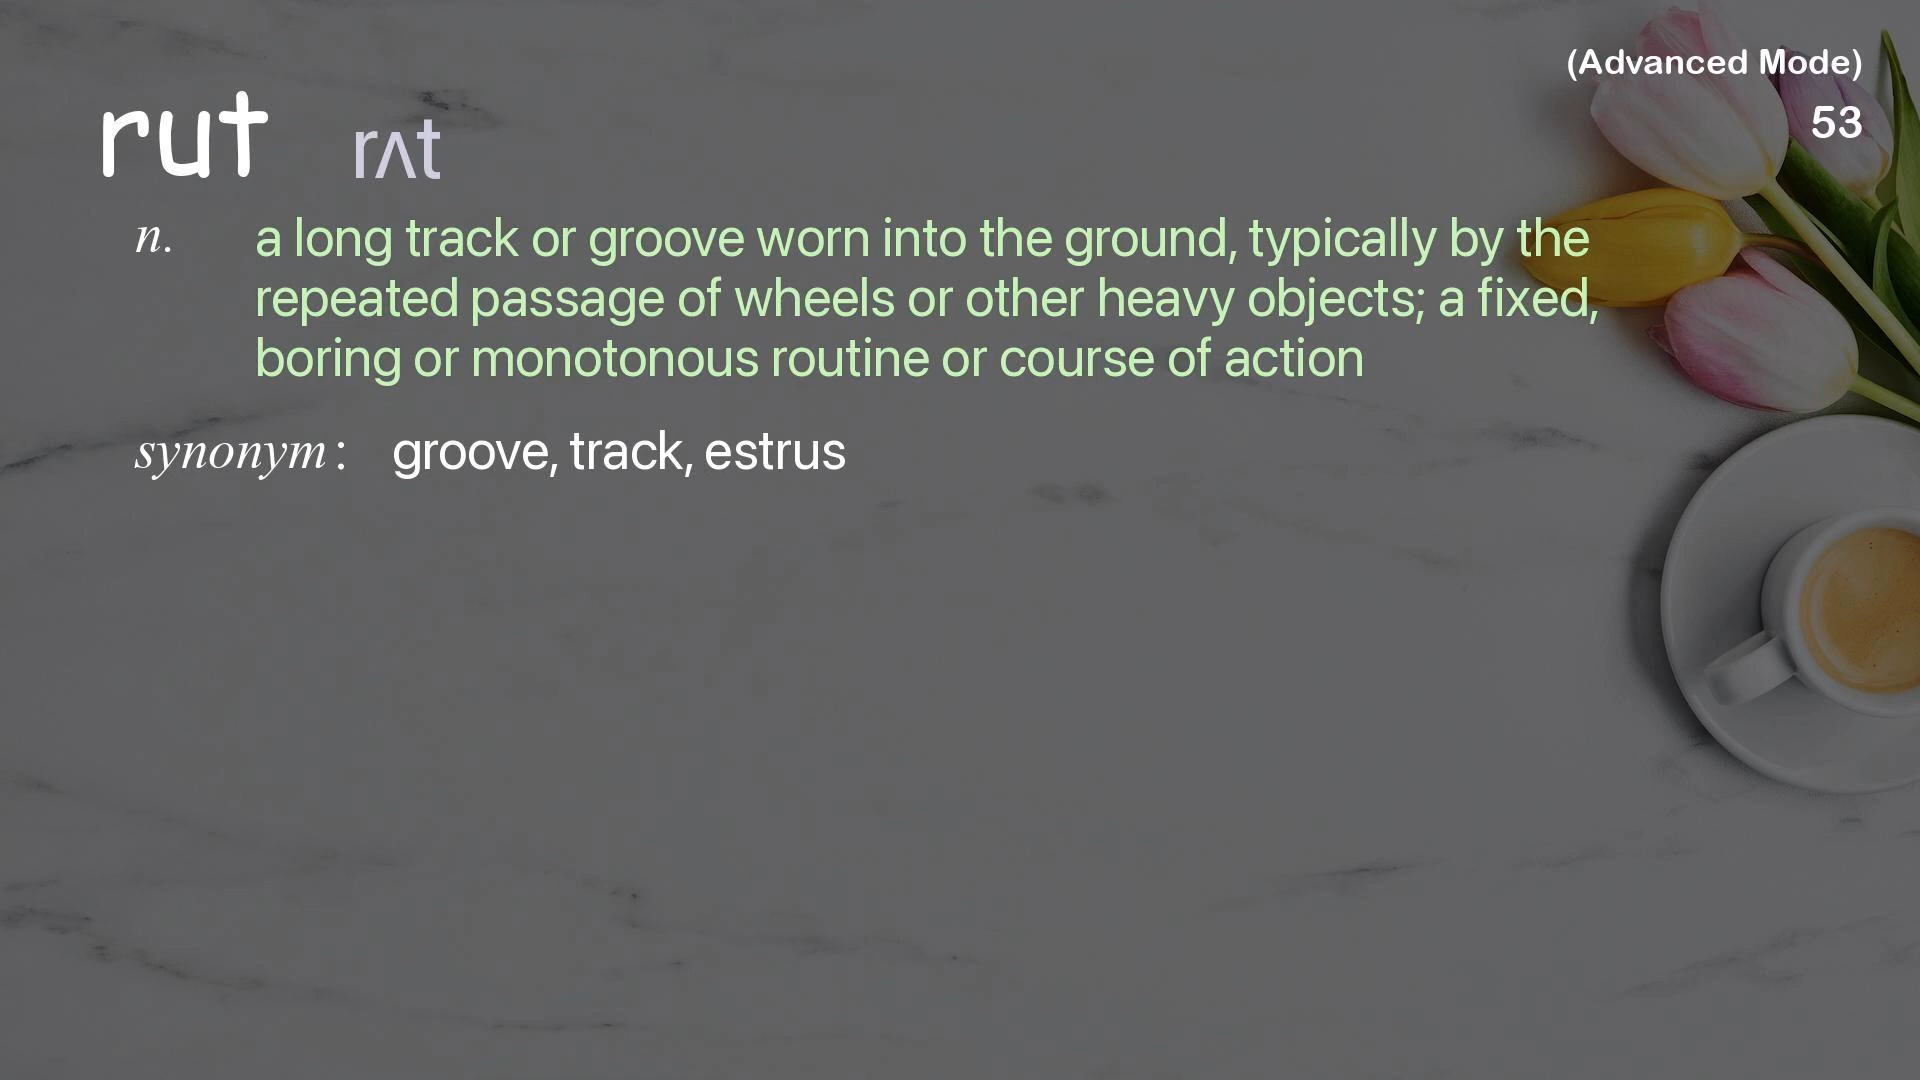 (Advanced Mode)
53
rut rʌt
n. a long track or groove worn into the ground, typically by the
repeated passage of wheels or other heavy objects; a fixed,
boring or monotonous routine or course of action
synonym : groove, track, estrus